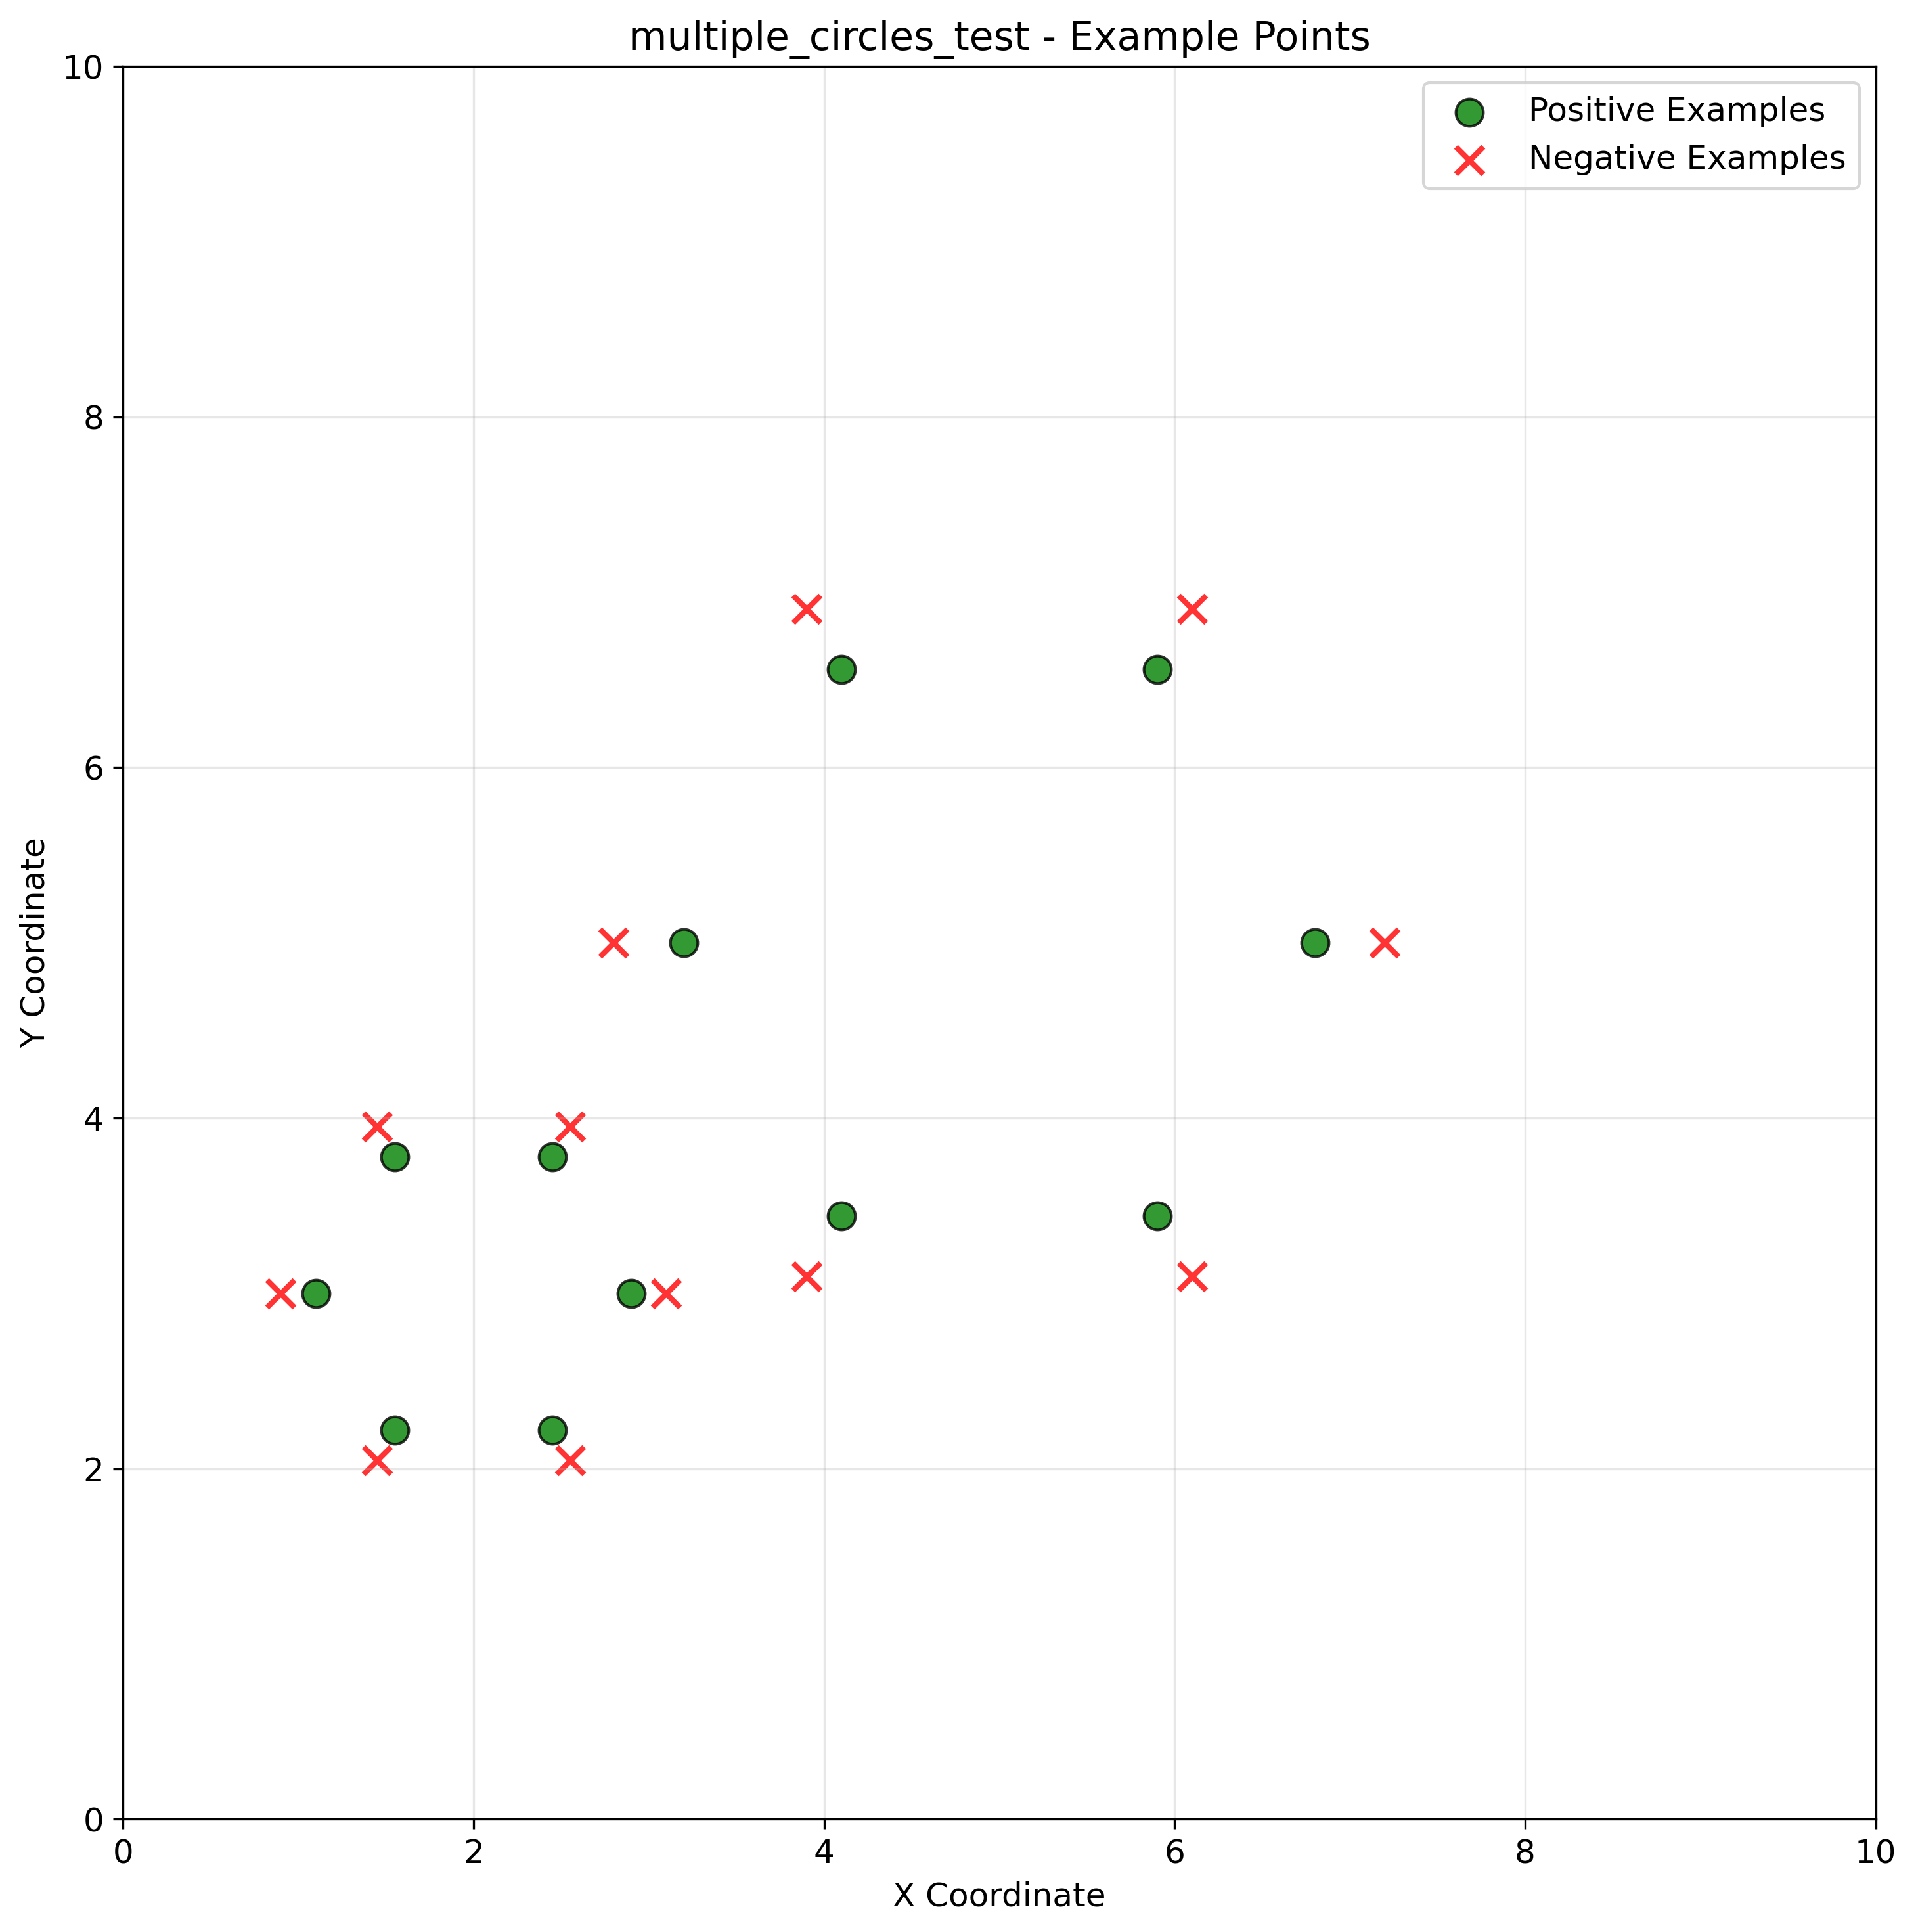 multiple_circles_test - Example Points
Positive Examples
Negative Examples
10
8
6
4
2
0
Y Coordinate
0 2 4 6 8 10
X Coordinate